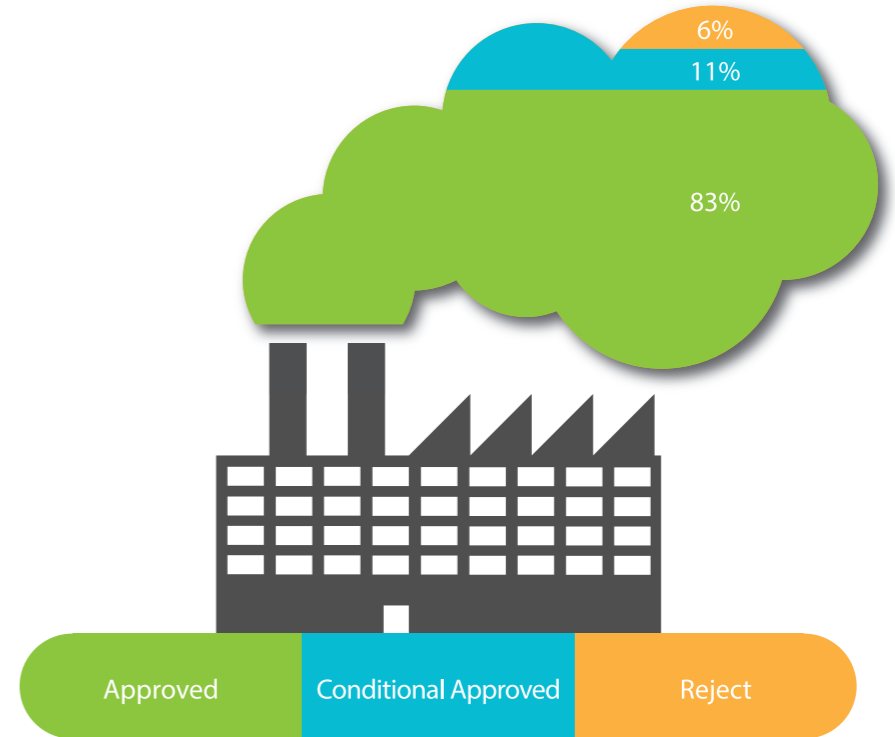 6%
11%
83%
Approved
Conditional Approved
Reject